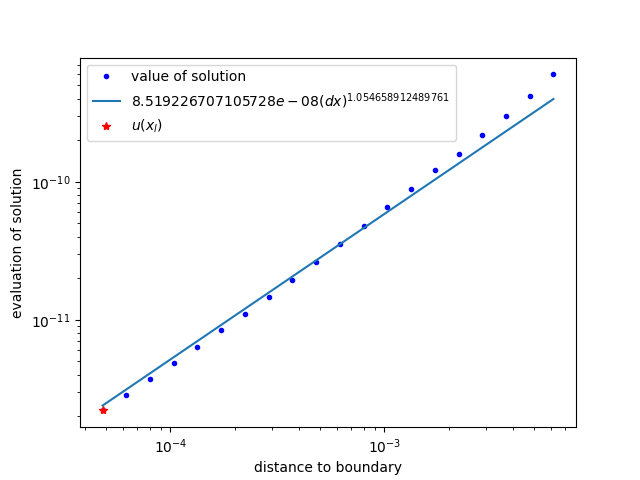 value of solution
8.519226707105728e − 08(dx)^1.054658912489761
u(x_l)
evaluation of solution
10^−10
10^−11
10^−4
10^−3
distance to boundary